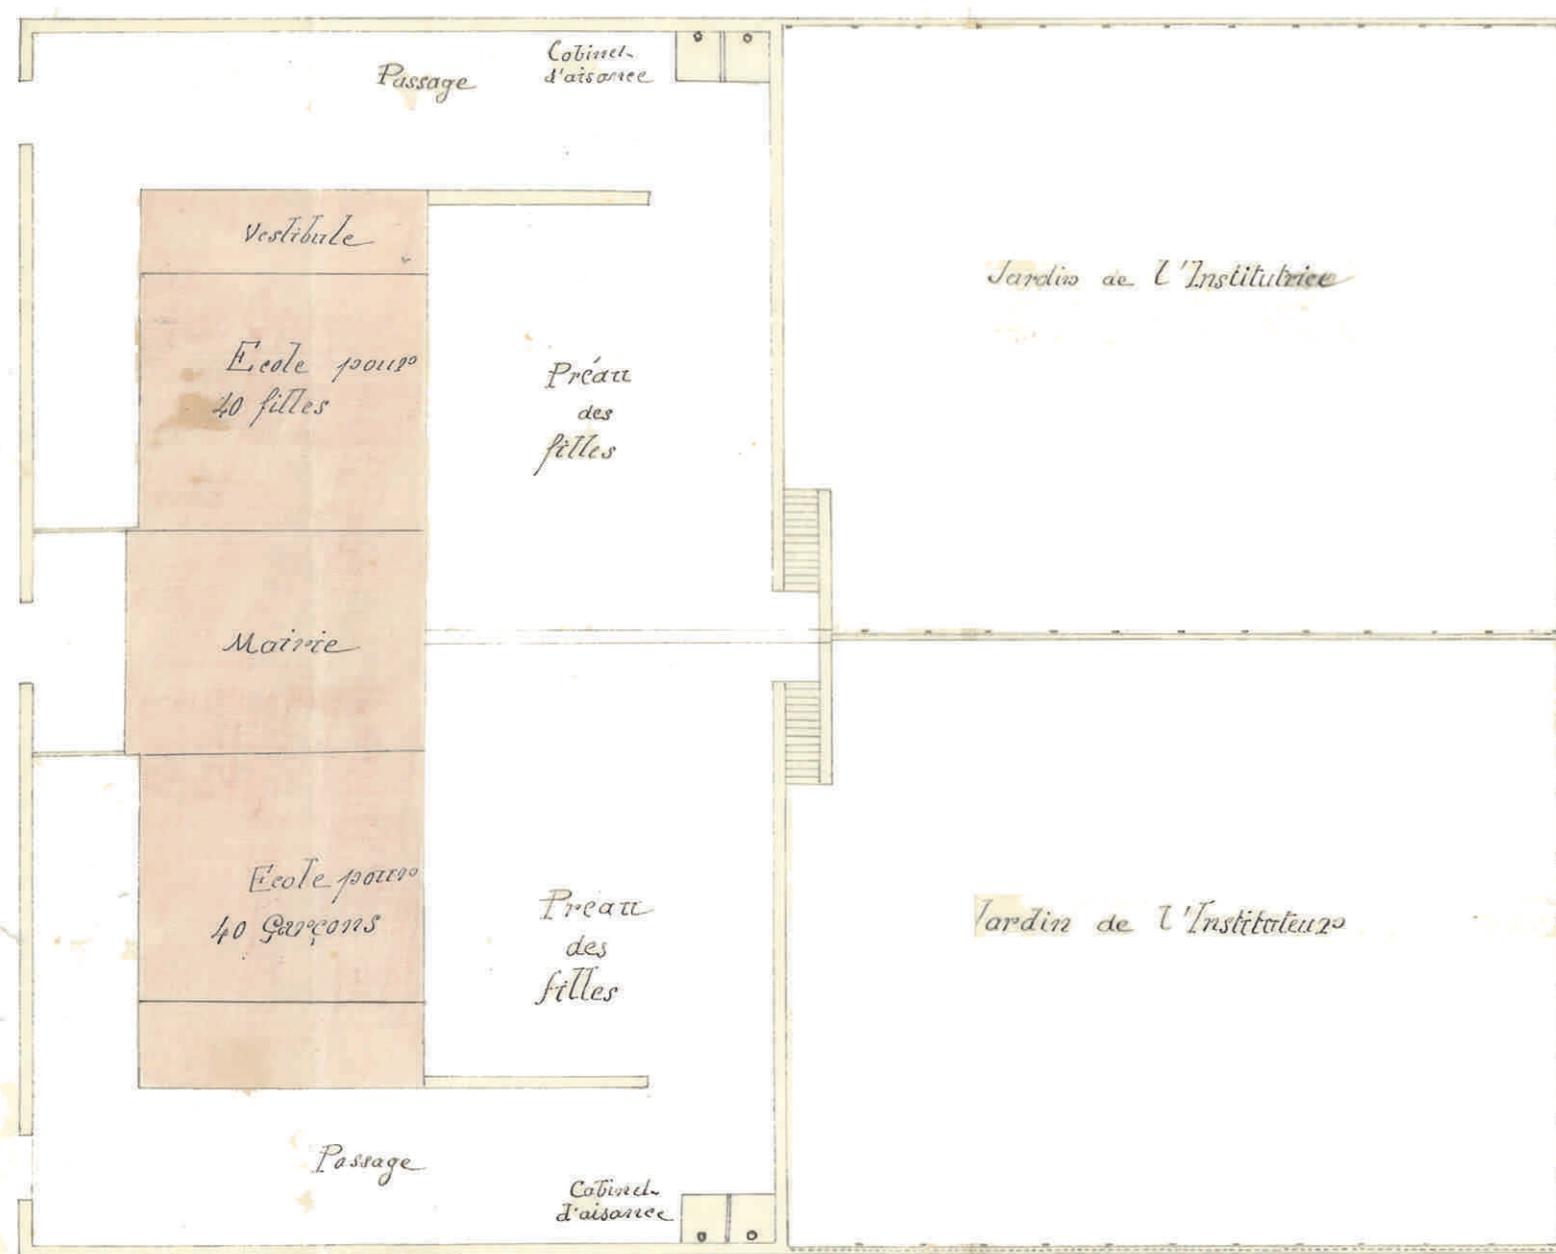 Passage
Cabinet
d'aisance
Vestibule
Ecole pour
40 filles
Préau
des
filles
Jardin de l'Institutrice
Mairie
Ecole pour
40 Garçons
Préau
des
filles
Jardin de l'Instituteur
Passage
Cabinet
d'aisance